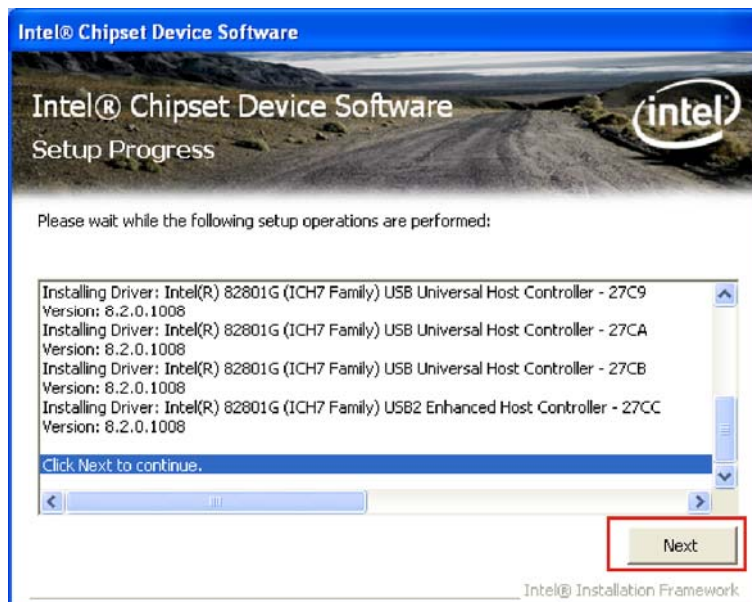 Intel® Chipset Device Software
Intel® Chipset Device Software
intel
Setup Progress
Please wait while the following setup operations are performed:
Installing Driver: Intel(R) 82801G (ICH7 Family) USB Universal Host Controller - 27C9
Version: 8.2.0.1008
Installing Driver: Intel(R) 82801G (ICH7 Family) USB Universal Host Controller - 27CA
Version: 8.2.0.1008
Installing Driver: Intel(R) 82801G (ICH7 Family) USB Universal Host Controller - 27CB
Version: 8.2.0.1008
Installing Driver: Intel(R) 82801G (ICH7 Family) USB2 Enhanced Host Controller - 27CC
Version: 8.2.0.1008
Click Next to continue.
Next
Intel® Installation Framework